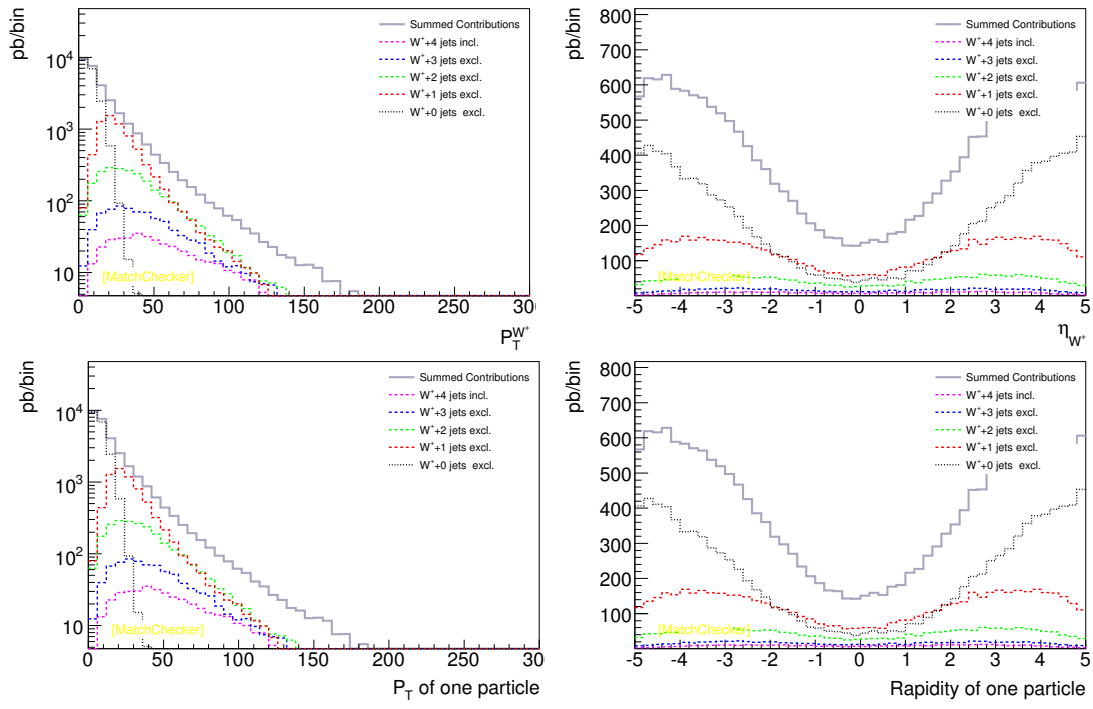 pb/bin
10^4
10^3
10^2
10
0 50 100 150 200 250 300
P_T^{W^+}
Summed Contributions
W^++4 jets incl.
W^++3 jets excl.
W^++2 jets excl.
W^++1 jets excl.
W^++0 jets excl.
[MatchChecker]
pb/bin
800
700
600
500
400
300
200
100
-5 -4 -3 -2 -1 0 1 2 3 4 5
η_{W^+}
Summed Contributions
W^++4 jets incl.
W^++3 jets excl.
W^++2 jets excl.
W^++1 jets excl.
W^++0 jets excl.
[MatchChecker]
pb/bin
10^4
10^3
10^2
10
0 50 100 150 200 250 300
P_T of one particle
Summed Contributions
W^++4 jets incl.
W^++3 jets excl.
W^++2 jets excl.
W^++1 jets excl.
W^++0 jets excl.
[MatchChecker]
pb/bin
800
700
600
500
400
300
200
100
-5 -4 -3 -2 -1 0 1 2 3 4 5
Rapidity of one particle
Summed Contributions
W^++4 jets incl.
W^++3 jets excl.
W^++2 jets excl.
W^++1 jets excl.
W^++0 jets excl.
[MatchChecker]